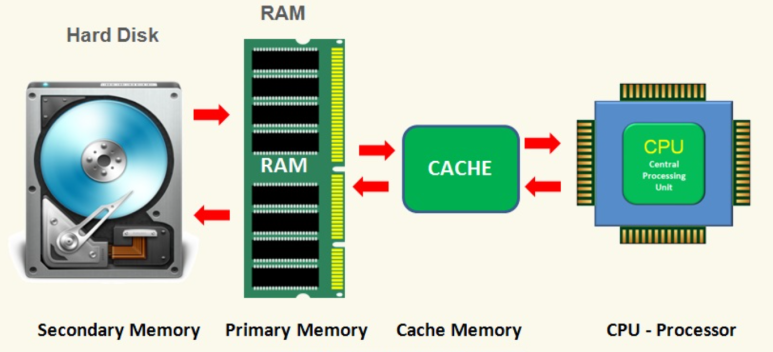 RAM
Hard Disk
RAM
CACHE
CPU
Central
Processing
Unit
Secondary Memory
Primary Memory
Cache Memory
CPU - Processor